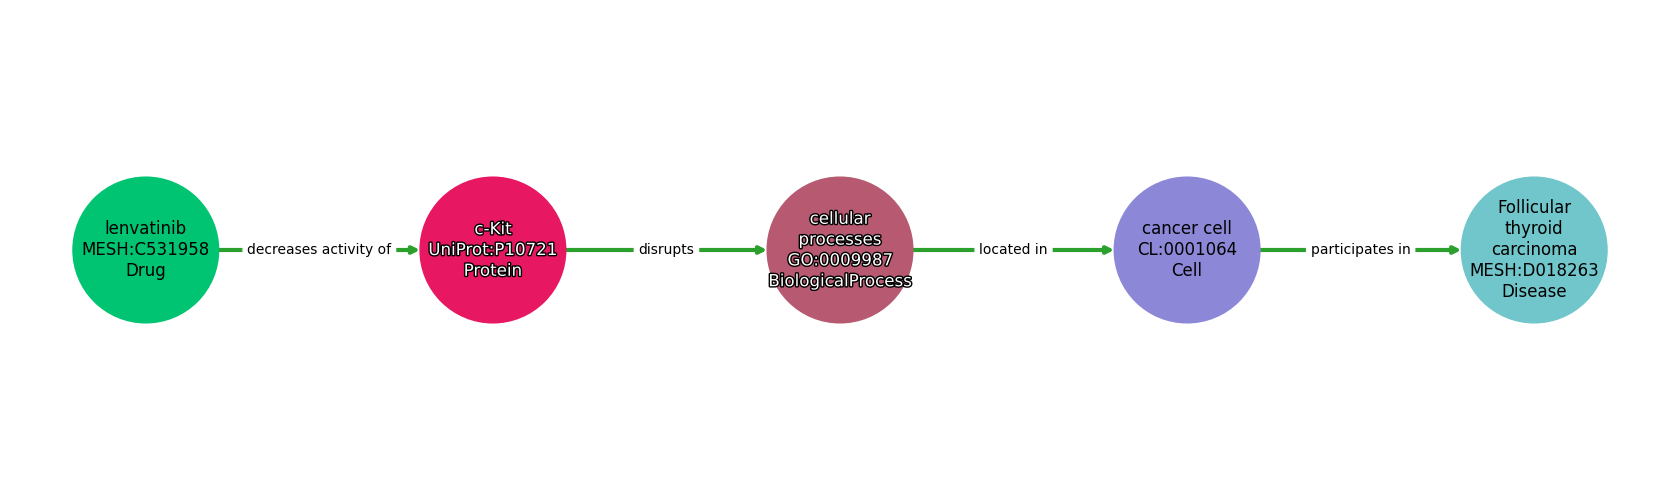 lenvatinib
MESH:C531958
Drug
decreases activity of
c-Kit
UniProt:P10721
Protein
disrupts
cellular
processes
GO:0009987
BiologicalProcess
located in
cancer cell
CL:0001064
Cell
participates in
Follicular
thyroid
carcinoma
MESH:D018263
Disease